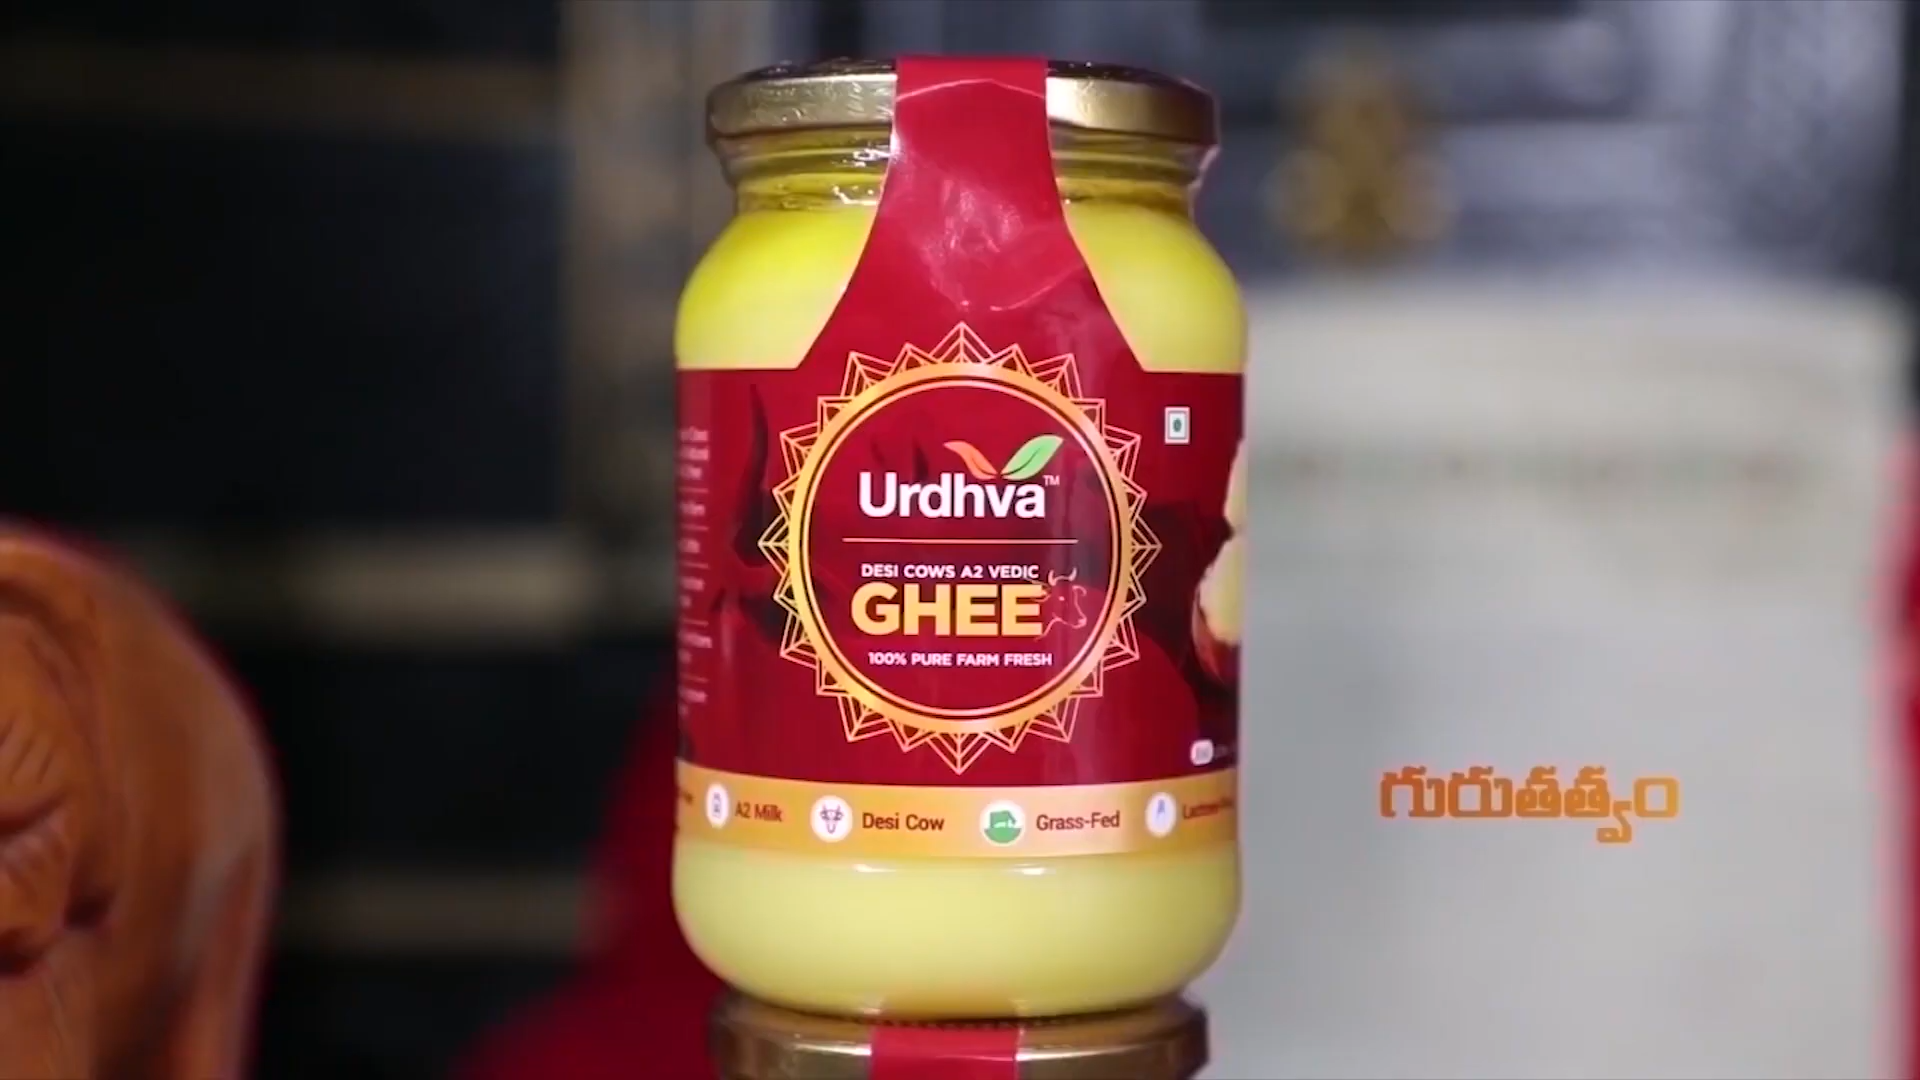 Urdhva™
DESI COWS A2 VEDIC
GHEE
100% PURE FARM FRESH
A2 Milk
Desi Cow
Grass-Fed
గురుతత్వం